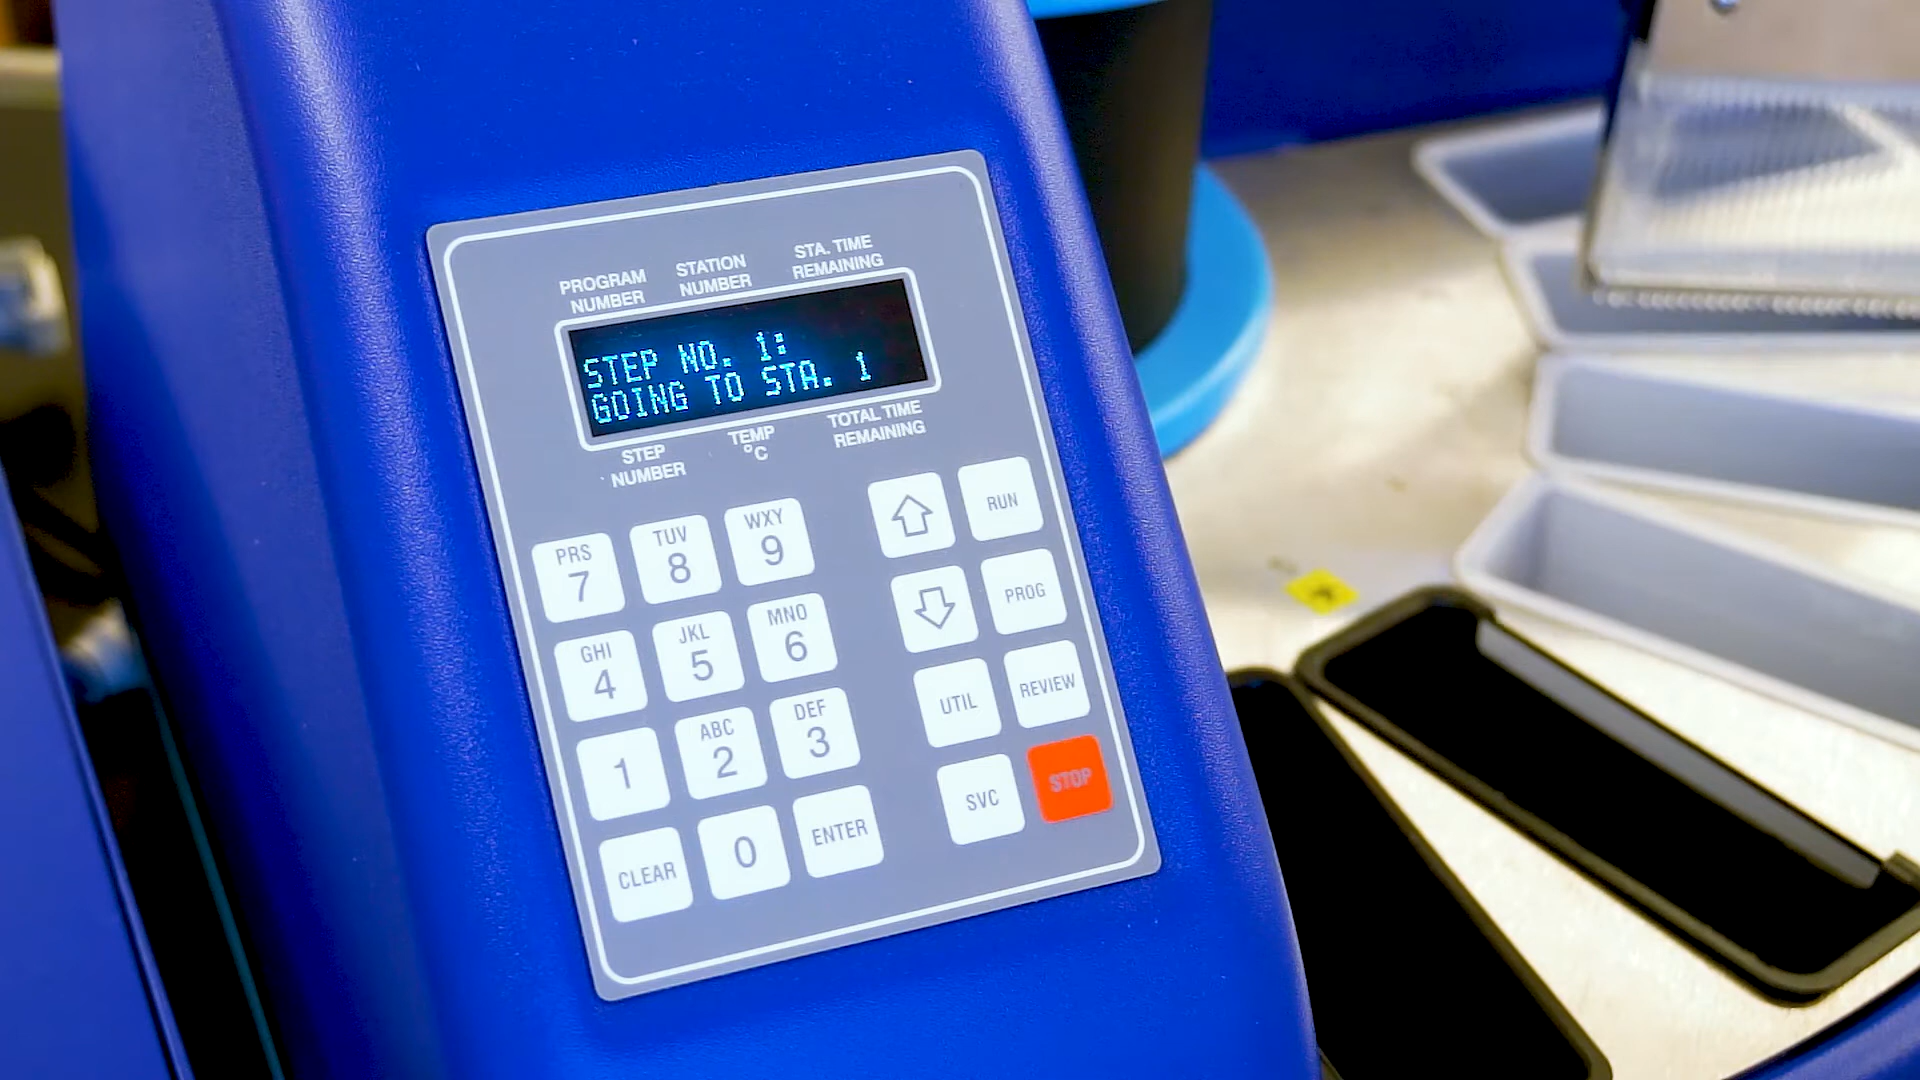 PROGRAM NUMBER
STATION NUMBER
STA. TIME REMAINING
STEP NO. 1:
GOING TO STA. 1
STEP NUMBER
TEMP °C
TOTAL TIME REMAINING
PRS 7
TUV 8
WXY 9
RUN
GHI 4
JKL 5
MNO 6
PROG
1
ABC 2
DEF 3
UTIL
REVIEW
CLEAR
0
ENTER
SVC
STOP